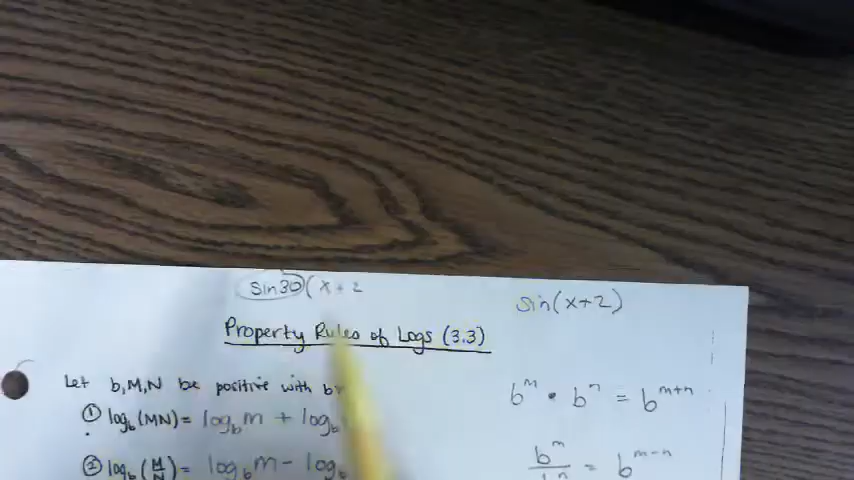 sin30(x+2
sin(x+2)
Property Rules of Logs (3.3)
Let b,M,N be positive with
① log_b(MN) = log_b M + log_b
b^m • b^n = b^{m+n}
② log_b(M/N) = log_b M - log_b
b^m/b^n = b^{m-n}